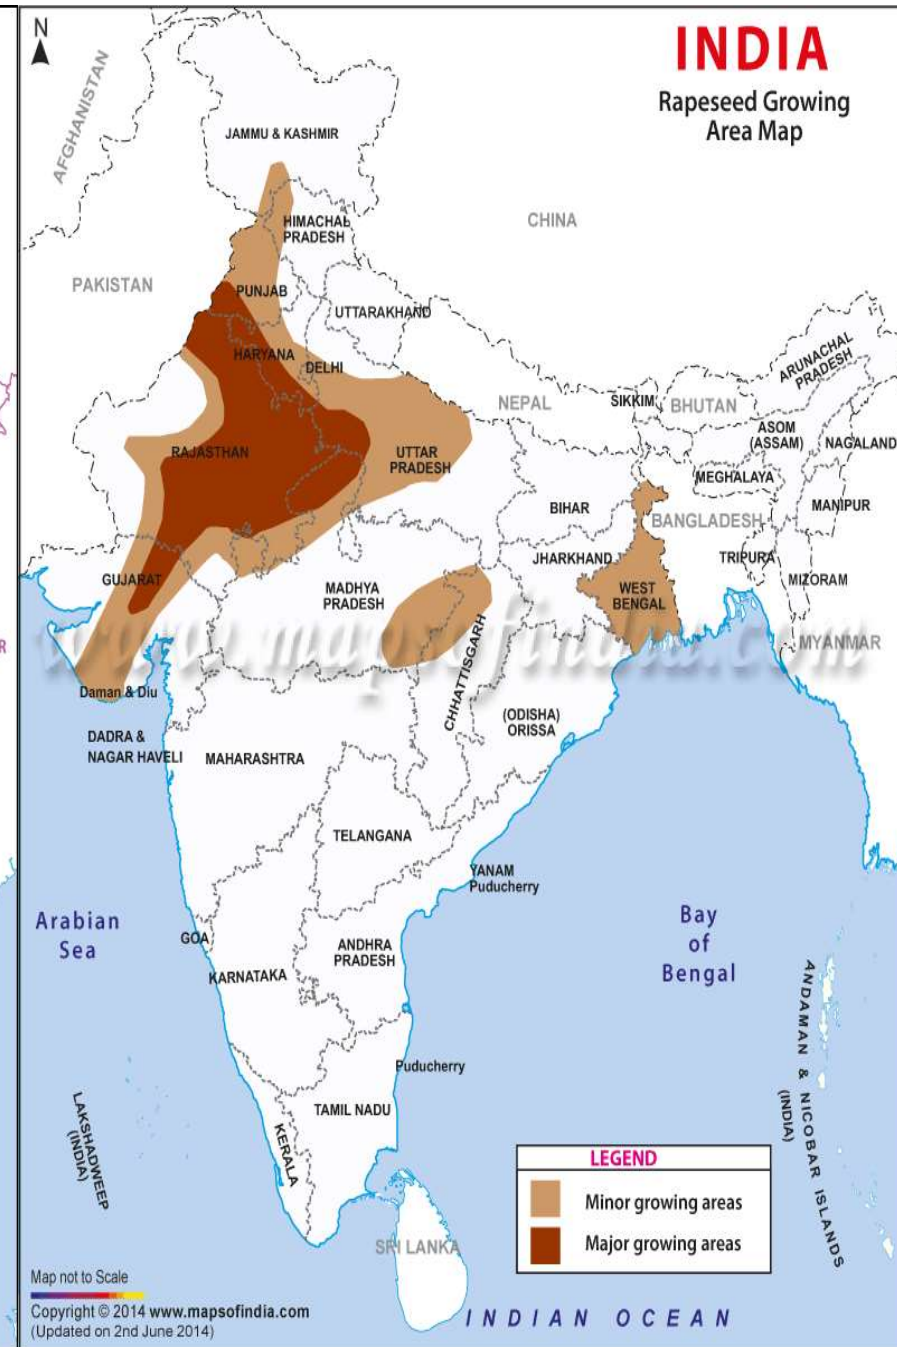 N
INDIA
Rapeseed Growing
Area Map
AFGHANISTAN
JAMMU & KASHMIR
HIMACHAL
PRADESH
CHINA
PAKISTAN
PUNJAB
UTTARAKHAND
HARYANA
DELHI
ARUNACHAL
PRADESH
NEPAL
SIKKIM
BHUTAN
ASOM
(ASSAM)
NAGALAND
RAJASTHAN
UTTAR
PRADESH
MEGHALAYA
BIHAR
MANIPUR
BANGLADESH
JHARKHAND
TRIPURA
GUJARAT
MIZORAM
MADHYA
PRADESH
WEST
BENGAL
www.mapsofindia.com
R
MYANMAR
CHHATTISGARH
Daman & Diu
(ODISHA)
ORISSA
DADRA &
NAGAR HAVELI
MAHARASHTRA
TELANGANA
YANAM
Puducherry
Arabian
Sea
Bay
of
Bengal
GOA
ANDHRA
PRADESH
KARNATAKA
ANDAMAN & NICOBAR ISLANDS
(INDIA)
Puducherry
LAKSHADWEEP
(INDIA)
TAMIL NADU
KERALA
LEGEND
Minor growing areas
Major growing areas
SRI LANKA
Map not to Scale
Copyright © 2014 www.mapsofindia.com
(Updated on 2nd June 2014)
INDIAN OCEAN